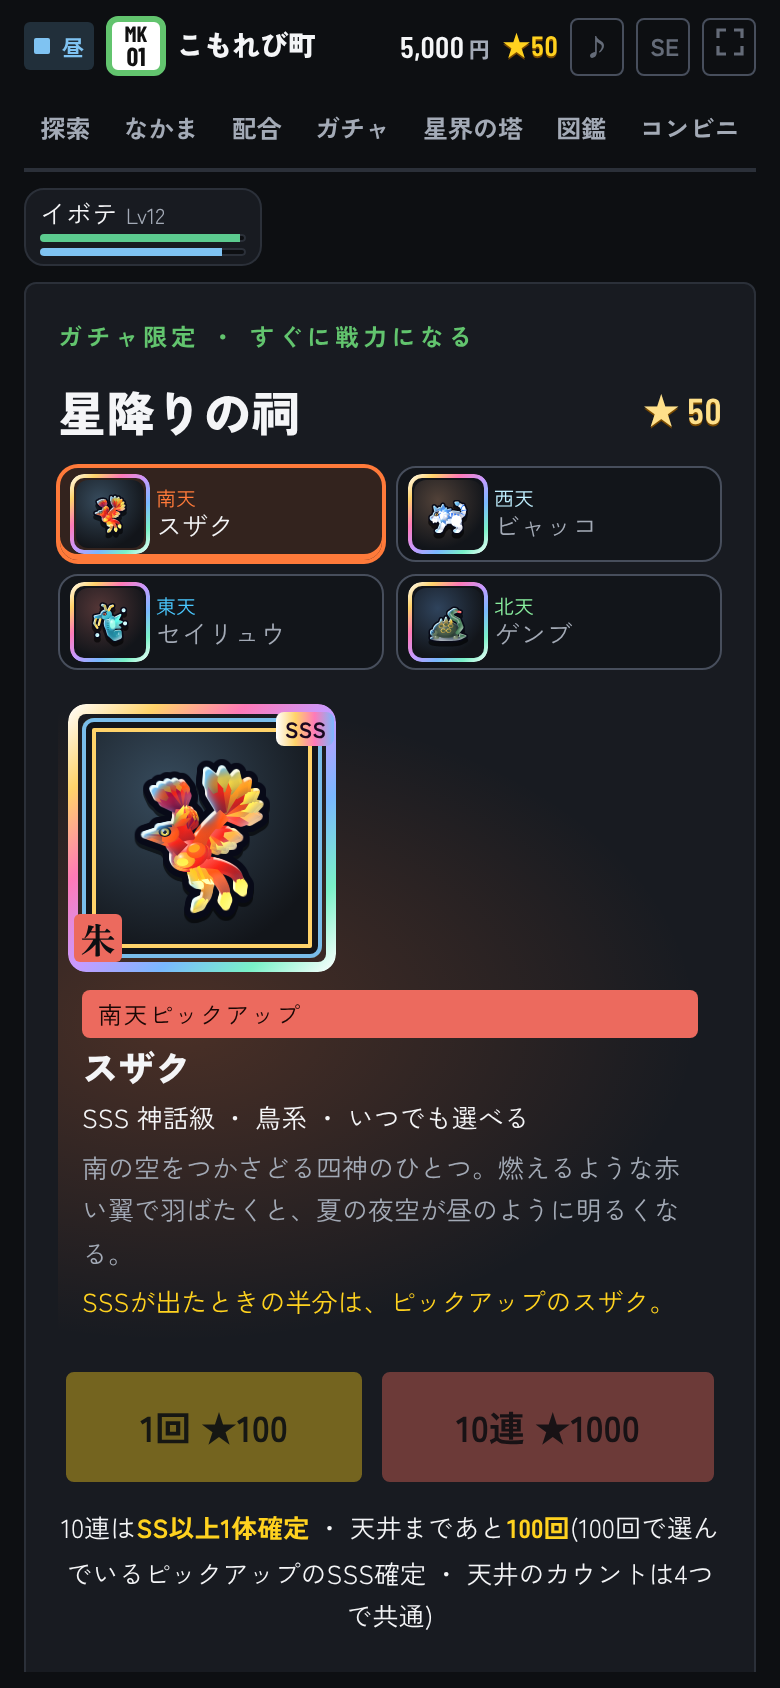 昼 MK 01 こもれび町 5,000 円 ★50 ♪ SE
探索 なかま 配合 ガチャ 星界の塔 図鑑 コンビニ
イボテ Lv12
ガチャ限定 ・ すぐに戦力になる
星降りの祠 ★ 50
南天
スザク
西天
ビャッコ
東天
セイリュウ
北天
ゲンブ
SSS
朱
南天ピックアップ
スザク
SSS 神話級 ・ 鳥系 ・ いつでも選べる
南の空をつかさどる四神のひとつ。燃えるような赤
い翼で羽ばたくと、夏の夜空が昼のように明るくな
る。
SSSが出たときの半分は、ピックアップのスザク。
1回 ★100
10連 ★1000
10連はSS以上1体確定 ・ 天井まであと100回(100回で選ん
でいるピックアップのSSS確定 ・ 天井のカウントは4つ
で共通)